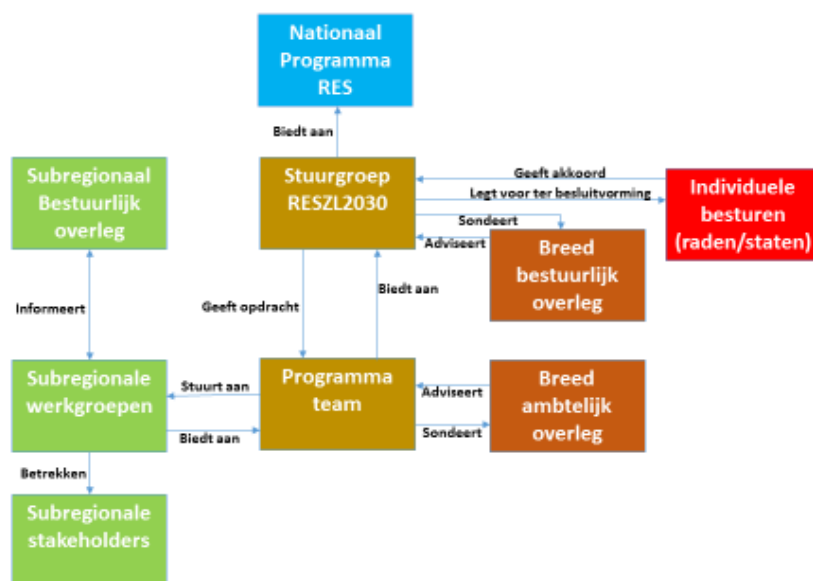 Nationaal
Programma
RES
Biedt aan
Subregionaal
Bestuurlijk
overleg
Stuurgroep
RESZL2030
Geeft akkoord
Legt voor ter besluitvorming
Individuele
besturen
(raden/staten)
Sondeert
Adviseert
Breed
bestuurlijk
overleg
Informeert
Geeft opdracht
Biedt aan
Subregionale
werkgroepen
Stuurt aan
Biedt aan
Programma
team
Adviseert
Sondeert
Breed
ambtelijk
overleg
Betrekken
Subregionale
stakeholders